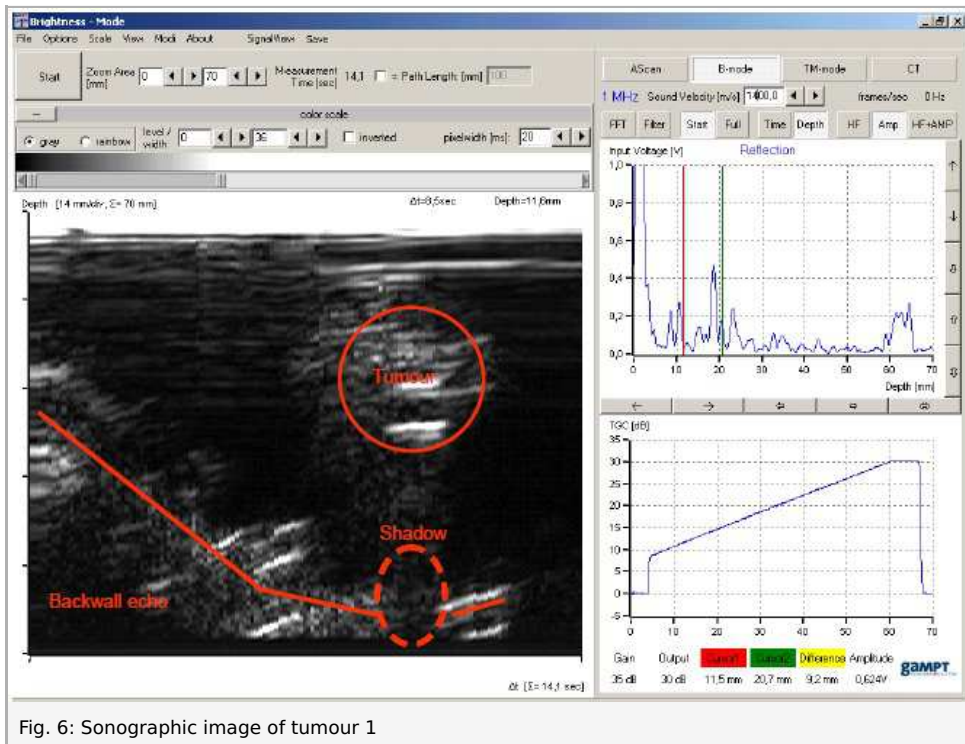 Brightness - Mode
File Options Scale View Modi About SignalView Save
Start
Zoom Area [mm] 0 70
Measurement Time [sec] 14,1 = Path Length: [mm] 100
color scale
gray rainbow
level / width 0
inverted
pixelwidth [ms]: 20
Depth [14 mm/div, Σ= 70 mm]
Δt=8,5sec
Depth=11,6mm
Tumour
Shadow
Backwall echo
Δt [Σ= 14,1 sec]
AScan B-mode TM-mode CT
1 MHz Sound Velocity [m/s] frames/sec 0 Hz
FFT Filter Start Full Time Depth HF Amp HF+AMP
Input Voltage [V] Reflection
1,0
0,8
0,6
0,4
0,2
0,0
0 10 20 30 40 50 60 70
Depth [mm]
TGC [dB]
35
30
25
20
15
10
5
0
-5
0 10 20 30 40 50 60 70
Gain Output Cursor1 Cursor2 Difference Amplitude
35 dB 30 dB 11,5 mm 20,7 mm 9,2 mm 0,624V
gAMPT
Fig. 6: Sonographic image of tumour 1